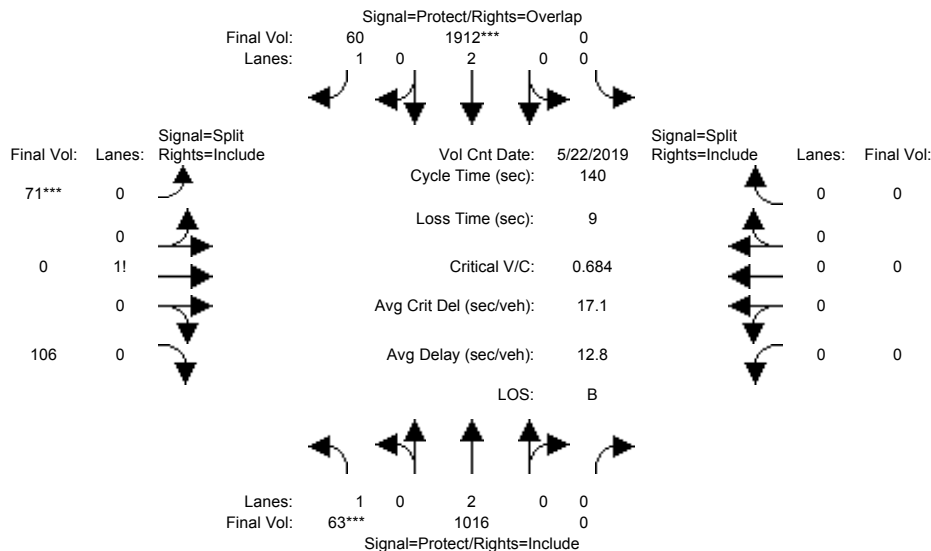 Signal=Protect/Rights=Overlap
Final Vol: 60 1912*** 0
Lanes: 1 0 2 0 0
Signal=Split Signal=Split
Final Vol: Lanes: Rights=Include Vol Cnt Date: 5/22/2019 Rights=Include Lanes: Final Vol:
Cycle Time (sec): 140
71*** 0 0 0
Loss Time (sec): 9
0 0
0 1! Critical V/C: 0.684 0 0
0 Avg Crit Del (sec/veh): 17.1 0
106 0 Avg Delay (sec/veh): 12.8 0 0
LOS: B
Lanes: 1 0 2 0 0
Final Vol: 63*** 1016 0
Signal=Protect/Rights=Include